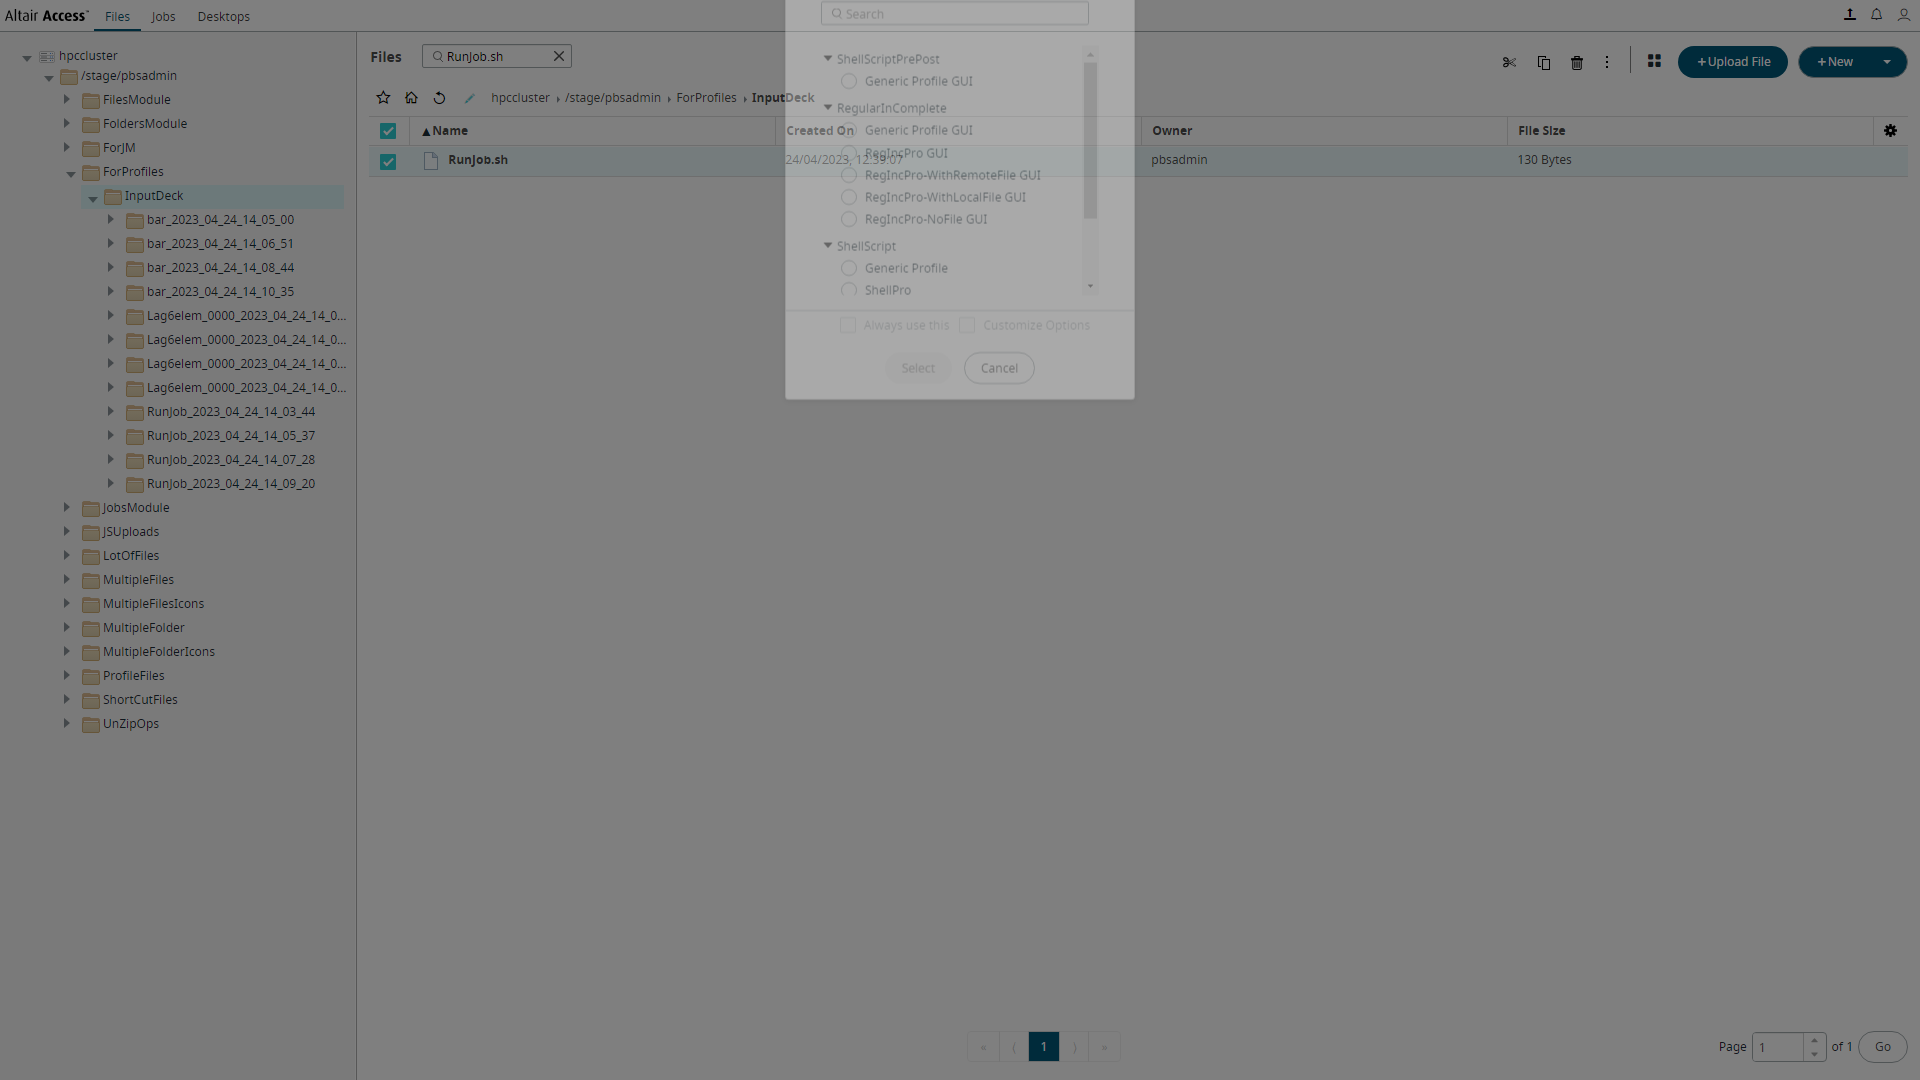 Altair Access™ Files Jobs Desktops
hpccluster
/stage/pbsadmin
FilesModule
FoldersModule
ForJM
ForProfiles
InputDeck
bar_2023_04_24_14_05_00
bar_2023_04_24_14_06_51
bar_2023_04_24_14_08_44
bar_2023_04_24_14_10_35
Lag6elem_0000_2023_04_24_14_0...
Lag6elem_0000_2023_04_24_14_0...
Lag6elem_0000_2023_04_24_14_0...
Lag6elem_0000_2023_04_24_14_0...
RunJob_2023_04_24_14_03_44
RunJob_2023_04_24_14_05_37
RunJob_2023_04_24_14_07_28
RunJob_2023_04_24_14_09_20
JobsModule
JSUploads
LotOfFiles
MultipleFiles
MultipleFilesIcons
MultipleFolder
MultipleFolderIcons
ProfileFiles
ShortCutFiles
UnZipOps
Files RunJob.sh
+Upload File +New
hpccluster › /stage/pbsadmin › ForProfiles › InputDeck
Name Created On Owner File Size
RunJob.sh 24/04/2023, 12:39:07 pbsadmin 130 Bytes
Search
ShellScriptPrePost
Generic Profile GUI
RegularInComplete
Generic Profile GUI
RegIncPro GUI
RegIncPro-WithRemoteFile GUI
RegIncPro-WithLocalFile GUI
RegIncPro-NoFile GUI
ShellScript
Generic Profile
ShellPro
Always use this Customize Options
Select Cancel
« ⟨ 1 ⟩ »
Page 1 of 1 Go